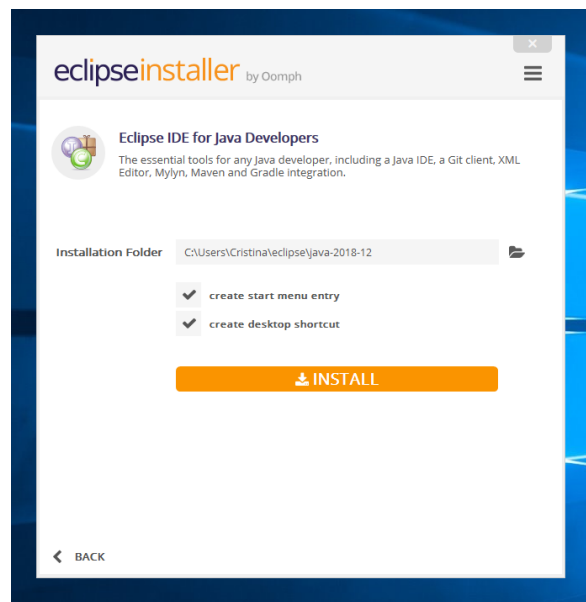 eclipseinstaller by Oomph
Eclipse IDE for Java Developers
The essential tools for any Java developer, including a Java IDE, a Git client, XML
Editor, Mylyn, Maven and Gradle integration.
Installation Folder C:\Users\Cristina\eclipse\java-2018-12
create start menu entry
create desktop shortcut
INSTALL
BACK